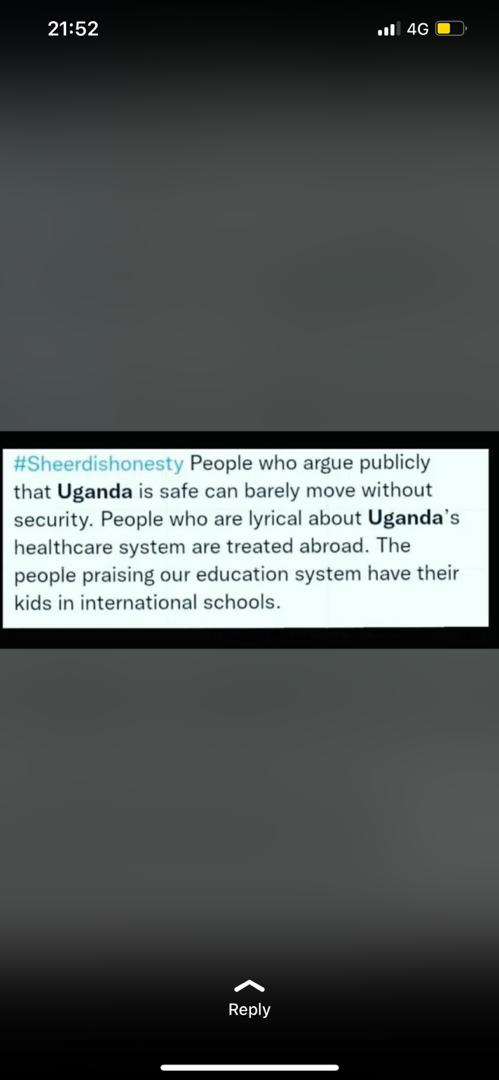 21:52
4G
#Sheerdishonesty People who argue publicly
that Uganda is safe can barely move without
security. People who are lyrical about Uganda's
healthcare system are treated abroad. The
people praising our education system have their
kids in international schools.
Reply